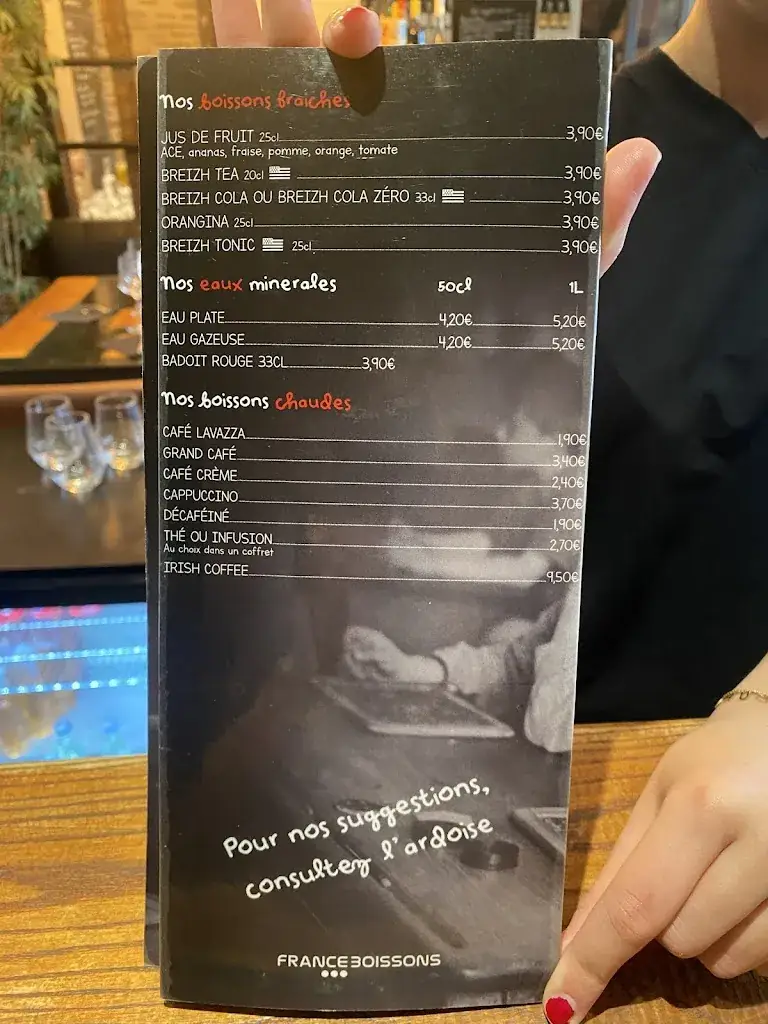 Nos boissons fraiches
JUS DE FRUIT 25cl 3,90€
ACE, ananas, fraise, pomme, orange, tomate
BREIZH TEA 20cl 3,90€
BREIZH COLA OU BREIZH COLA ZÉRO 33cl 3,90€
ORANGINA 25cl 3,90€
BREIZH TONIC 25cl 3,90€
Nos eaux minerales 50cl 1L
EAU PLATE 4,20€ 5,20€
EAU GAZEUSE 4,20€ 5,20€
BADOIT ROUGE 33CL 3,90€
Nos boissons chaudes
CAFÉ LAVAZZA 1,90€
GRAND CAFÉ 3,40€
CAFÉ CRÈME 2,40€
CAPPUCCINO 3,70€
DÉCAFÉINÉ 1,90€
THÉ OU INFUSION 2,70€
Au choix dans un coffret
IRISH COFFEE 9,50€
Pour nos suggestions,
consultez l'ardoise
FRANCEBOISSONS